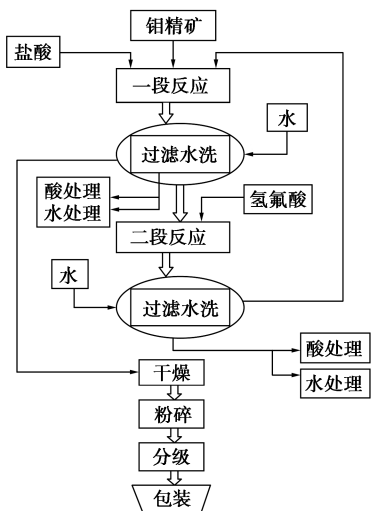 钼精矿
盐酸
一段反应
水
过滤水洗
酸处理
水处理
氢氟酸
二段反应
水
过滤水洗
酸处理
水处理
干燥
粉碎
分级
包装